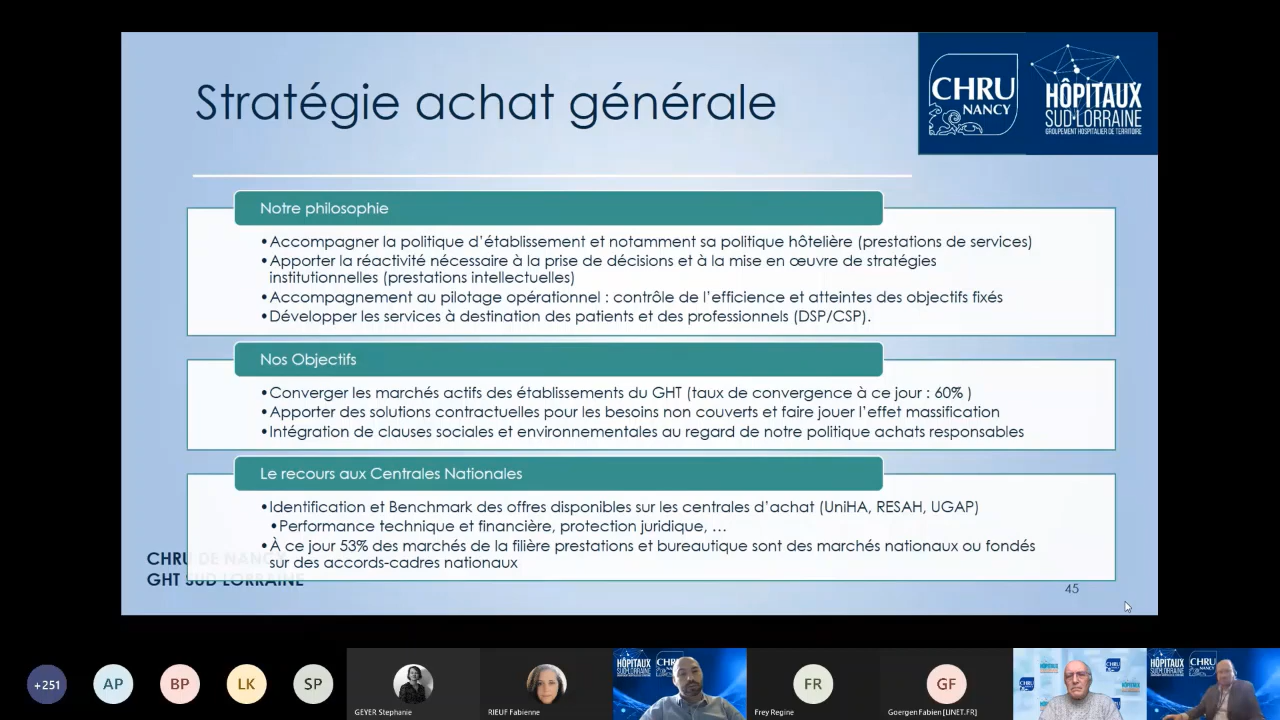 Stratégie achat générale
CHRU
NANCY
HÔPITAUX
SUD-LORRAINE
GROUPEMENT HOSPITALIER DE TERRITOIRE
Notre philosophie
•Accompagner la politique d'établissement et notamment sa politique hôtelière (prestations de services)
•Apporter la réactivité nécessaire à la prise de décisions et à la mise en œuvre de stratégies
institutionnelles (prestations intellectuelles)
•Accompagnement au pilotage opérationnel : contrôle de l'efficience et atteintes des objectifs fixés
•Développer les services à destination des patients et des professionnels (DSP/CSP).
Nos Objectifs
•Converger les marchés actifs des établissements du GHT (taux de convergence à ce jour : 60% )
•Apporter des solutions contractuelles pour les besoins non couverts et faire jouer l'effet massification
•Intégration de clauses sociales et environnementales au regard de notre politique achats responsables
Le recours aux Centrales Nationales
•Identification et Benchmark des offres disponibles sur les centrales d'achat (UniHA, RESAH, UGAP)
•Performance technique et financière, protection juridique, …
•À ce jour 53% des marchés de la filière prestations et bureautique sont des marchés nationaux ou fondés
sur des accords-cadres nationaux
CHRU DE NANCY
GHT SUD LORRAINE
45
+251
AP
BP
LK
SP
GEYER Stephanie
RIEUF Fabienne
HÔPITAUX
CHRU
FR
Frey Regine
GF
Goergen Fabien [LINET.FR]
HÔPITAUX
CHRU